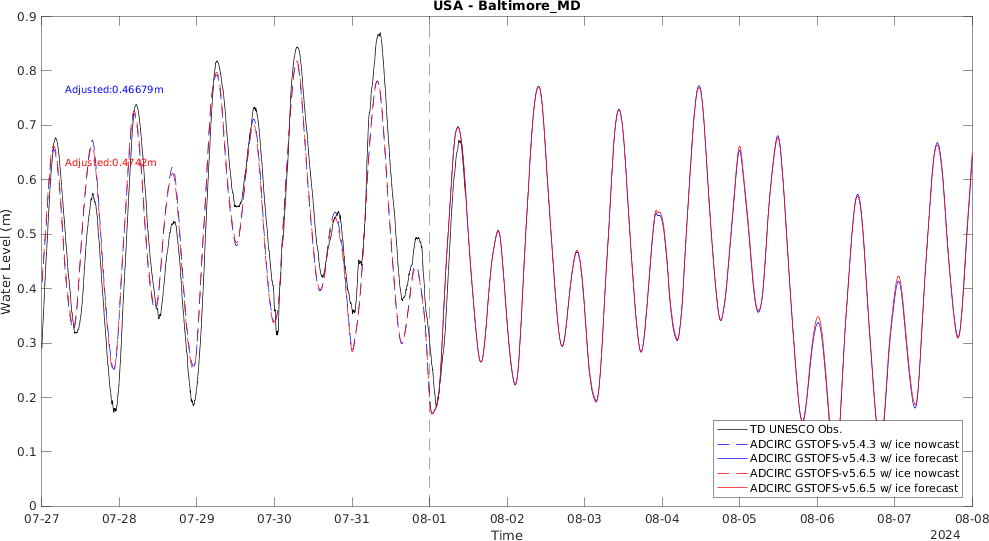 USA - Baltimore_MD
0.9
0.8
0.7
0.6
0.5
0.4
0.3
0.2
0.1
0
Water Level (m)
Adjusted:0.46679m
Adjusted:0.4742m
TD UNESCO Obs.
ADCIRC GSTOFS-v5.4.3 w/ ice nowcast
ADCIRC GSTOFS-v5.4.3 w/ ice forecast
ADCIRC GSTOFS-v5.6.5 w/ ice nowcast
ADCIRC GSTOFS-v5.6.5 w/ ice forecast
07-27 07-28 07-29 07-30 07-31 08-01 08-02 08-03 08-04 08-05 08-06 08-07 08-08
Time
2024